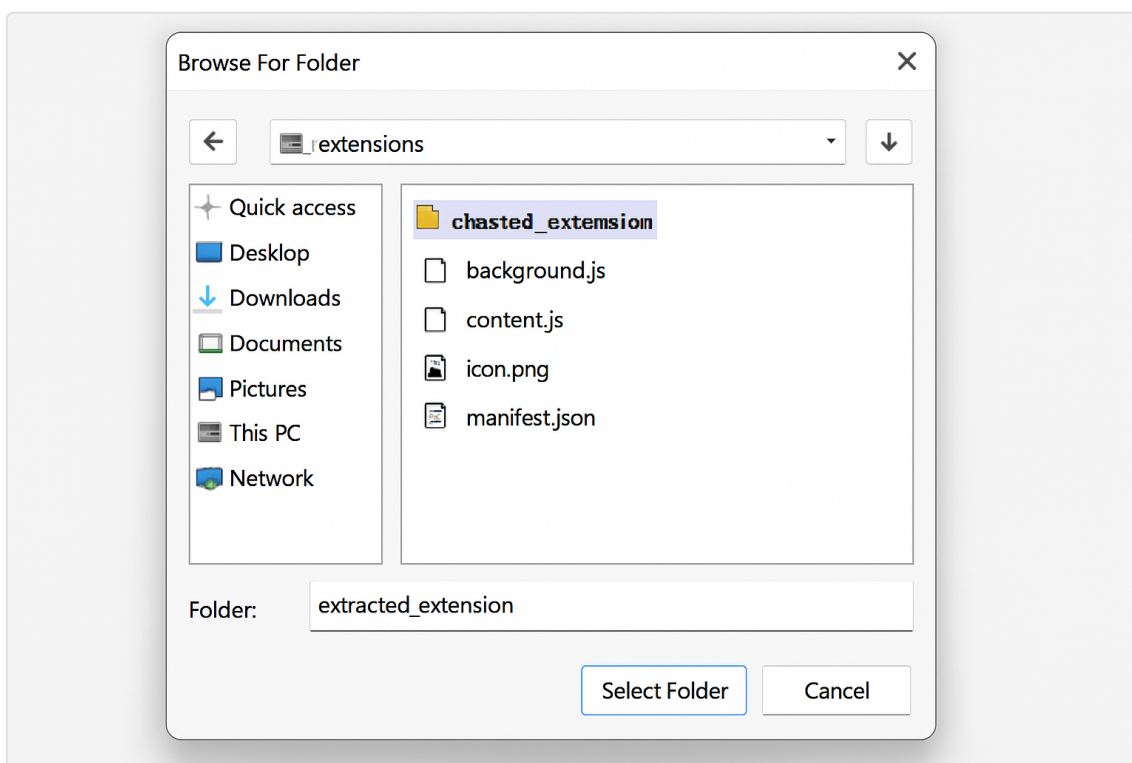 Browse For Folder
extensions
Quick access
Desklop
Downloads
Documents
Pictures
This PC
Network
chasted_extemsiom
background.js
content.js
icon.png
manifest.json
Folder:
extracted_extension
Select Folder
Cancel